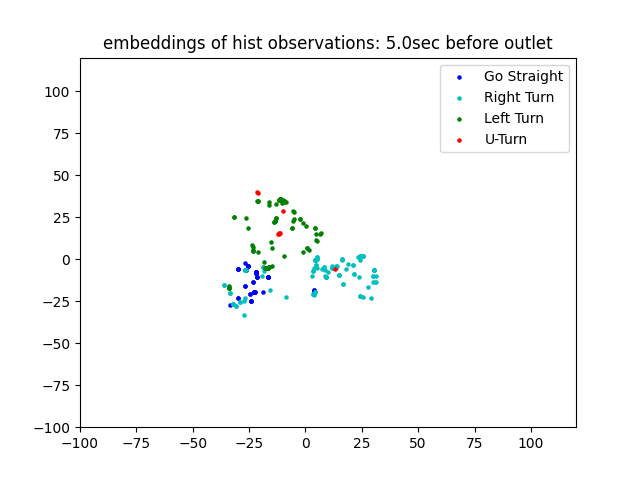 embeddings of hist observations: 5.0sec before outlet
Go Straight
Right Turn
Left Turn
U-Turn
100
75
50
25
0
−25
−50
−75
−100
−100 −75 −50 −25 0 25 50 75 100